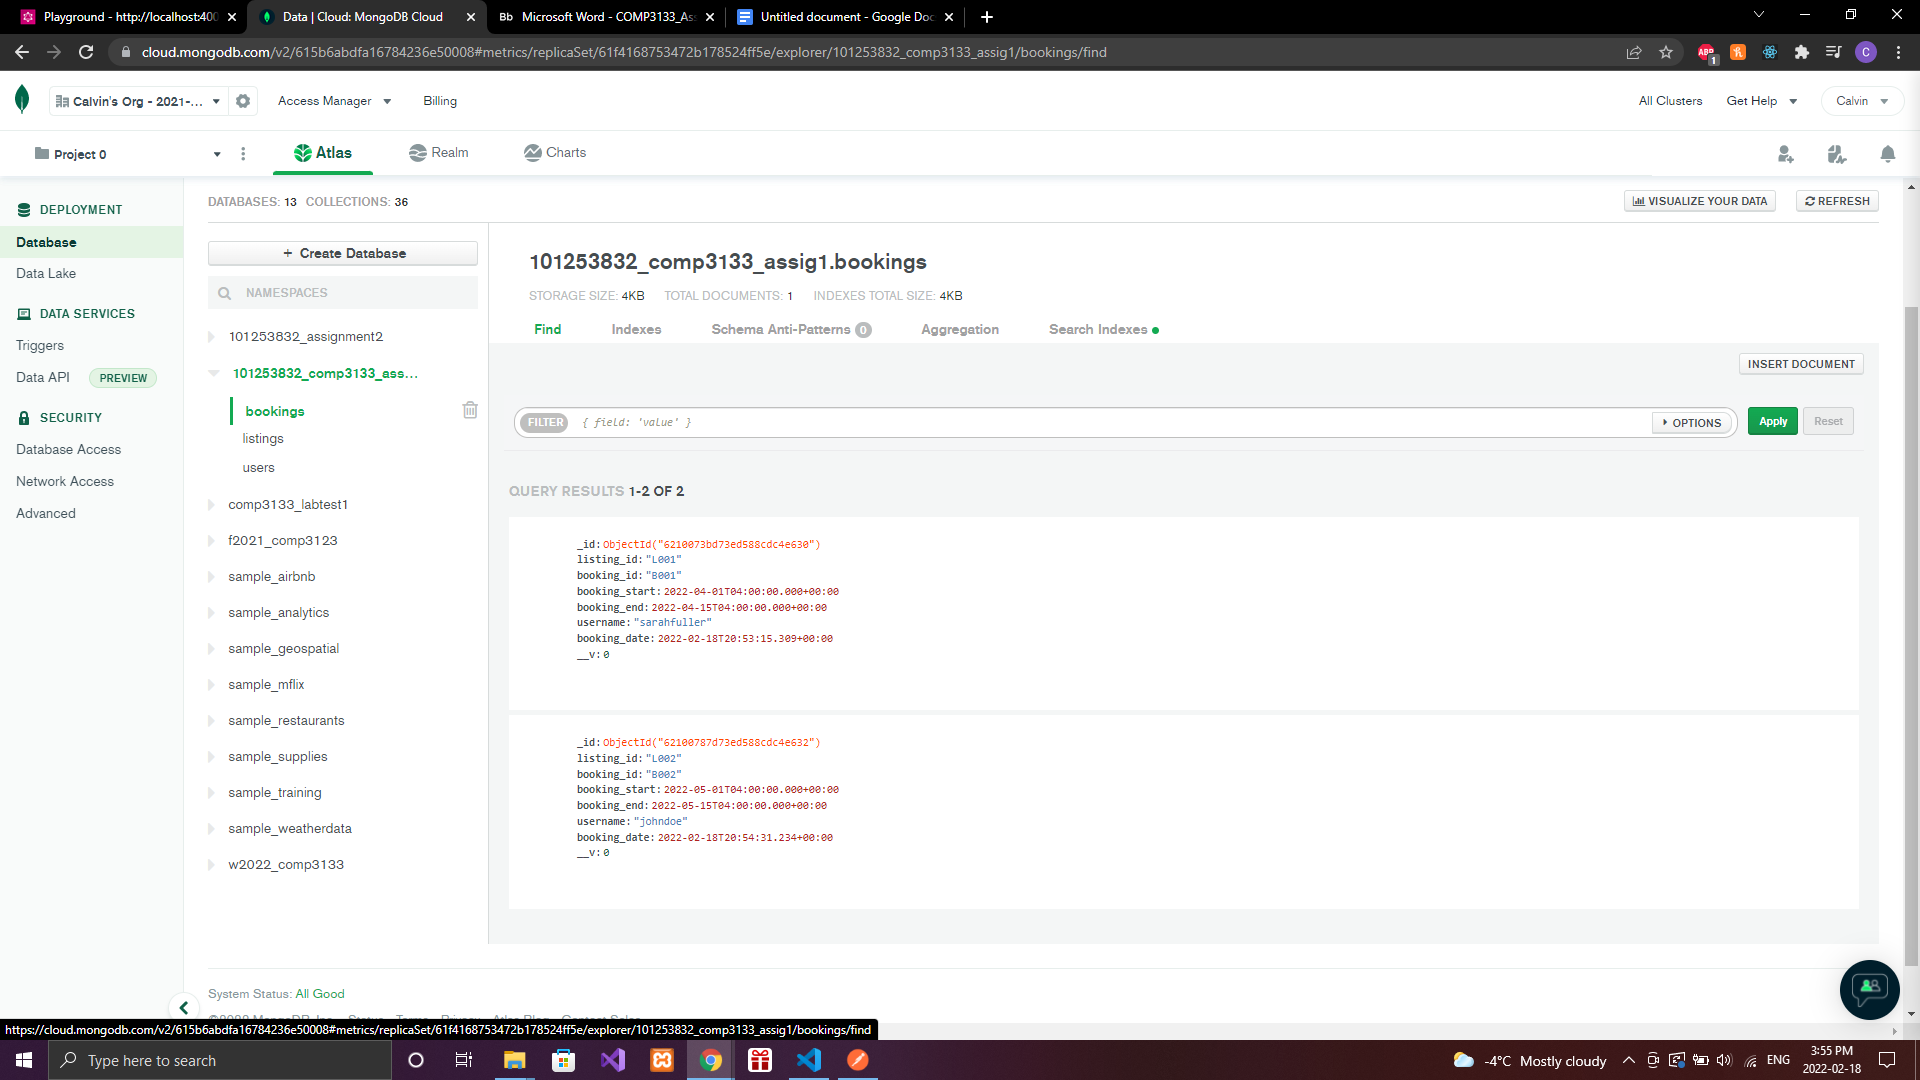 Playground - http://localhost:400
Data | Cloud: MongoDB Cloud
Bb Microsoft Word - COMP3133_As
Untitled document - Google Doc
cloud.mongodb.com/v2/615b6abdfa16784236e50008#metrics/replicaSet/61f4168753472b178524ff5e/explorer/101253832_comp3133_assig1/bookings/find
ABP
1
C
Calvin's Org - 2021-...
Access Manager
Billing
All Clusters
Get Help
Calvin
Project 0
Atlas
Realm
Charts
DEPLOYMENT
Database
Data Lake
DATA SERVICES
Triggers
Data API PREVIEW
SECURITY
Database Access
Network Access
Advanced
DATABASES: 13 COLLECTIONS: 36
VISUALIZE YOUR DATA
REFRESH
+ Create Database
NAMESPACES
101253832_assignment2
101253832_comp3133_ass...
bookings
listings
users
comp3133_labtest1
f2021_comp3123
sample_airbnb
sample_analytics
sample_geospatial
sample_mflix
sample_restaurants
sample_supplies
sample_training
sample_weatherdata
w2022_comp3133
101253832_comp3133_assig1.bookings
STORAGE SIZE: 4KB TOTAL DOCUMENTS: 1 INDEXES TOTAL SIZE: 4KB
Find Indexes Schema Anti-Patterns 0 Aggregation Search Indexes
INSERT DOCUMENT
FILTER { field: 'value' }
OPTIONS
Apply
Reset
QUERY RESULTS 1-2 OF 2
_id: ObjectId("6210073bd73ed588cdc4e630")
listing_id: "L001"
booking_id: "B001"
booking_start: 2022-04-01T04:00:00.000+00:00
booking_end: 2022-04-15T04:00:00.000+00:00
username: "sarahfuller"
booking_date: 2022-02-18T20:53:15.309+00:00
__v: 0
_id: ObjectId("62100787d73ed588cdc4e632")
listing_id: "L002"
booking_id: "B002"
booking_start: 2022-05-01T04:00:00.000+00:00
booking_end: 2022-05-15T04:00:00.000+00:00
username: "johndoe"
booking_date: 2022-02-18T20:54:31.234+00:00
__v: 0
System Status: All Good
https://cloud.mongodb.com/v2/615b6abdfa16784236e50008#metrics/replicaSet/61f4168753472b178524ff5e/explorer/101253832_comp3133_assig1/bookings/find
Type here to search
-4°C Mostly cloudy
ENG
3:55 PM
2022-02-18